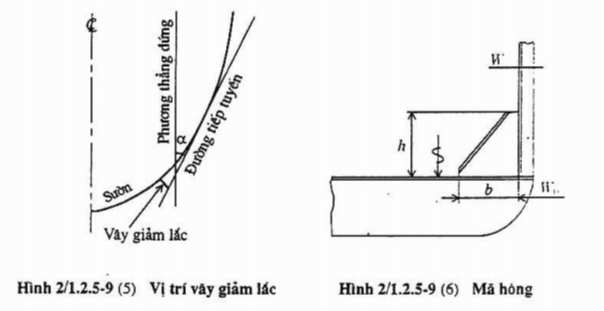 ℄
Phương thẳng đứng
α
Đường tiếp tuyến
Sườn
Vây giảm lắc
W
h
b
Hình 2/1.2.5-9 (5) Vị trí vây giảm lắc
Hình 2/1.2.5-9 (6) Mã hông